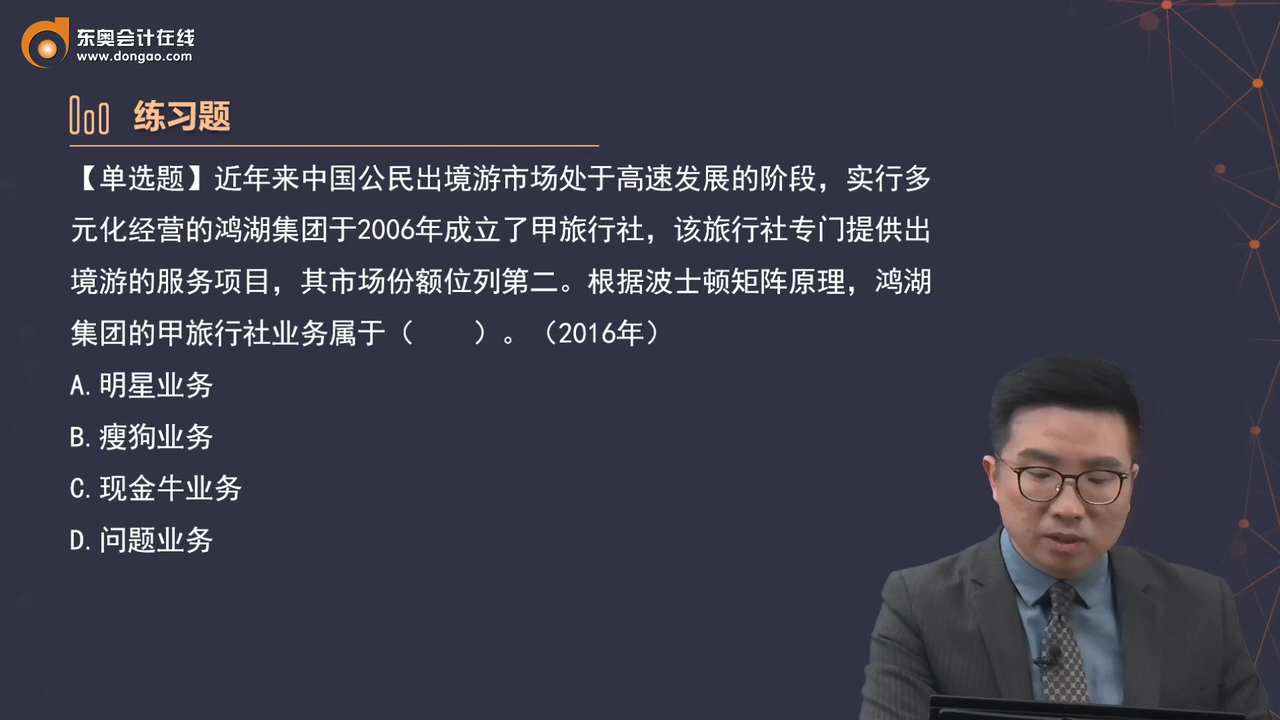 东奥会计在线
www.dongao.com
练习题
【单选题】近年来中国公民出境游市场处于高速发展的阶段，实行多
元化经营的鸿湖集团于2006年成立了甲旅行社，该旅行社专门提供出
境游的服务项目，其市场份额位列第二。根据波士顿矩阵原理，鸿湖
集团的甲旅行社业务属于（　　）。（2016年）
A.明星业务
B.瘦狗业务
C.现金牛业务
D.问题业务